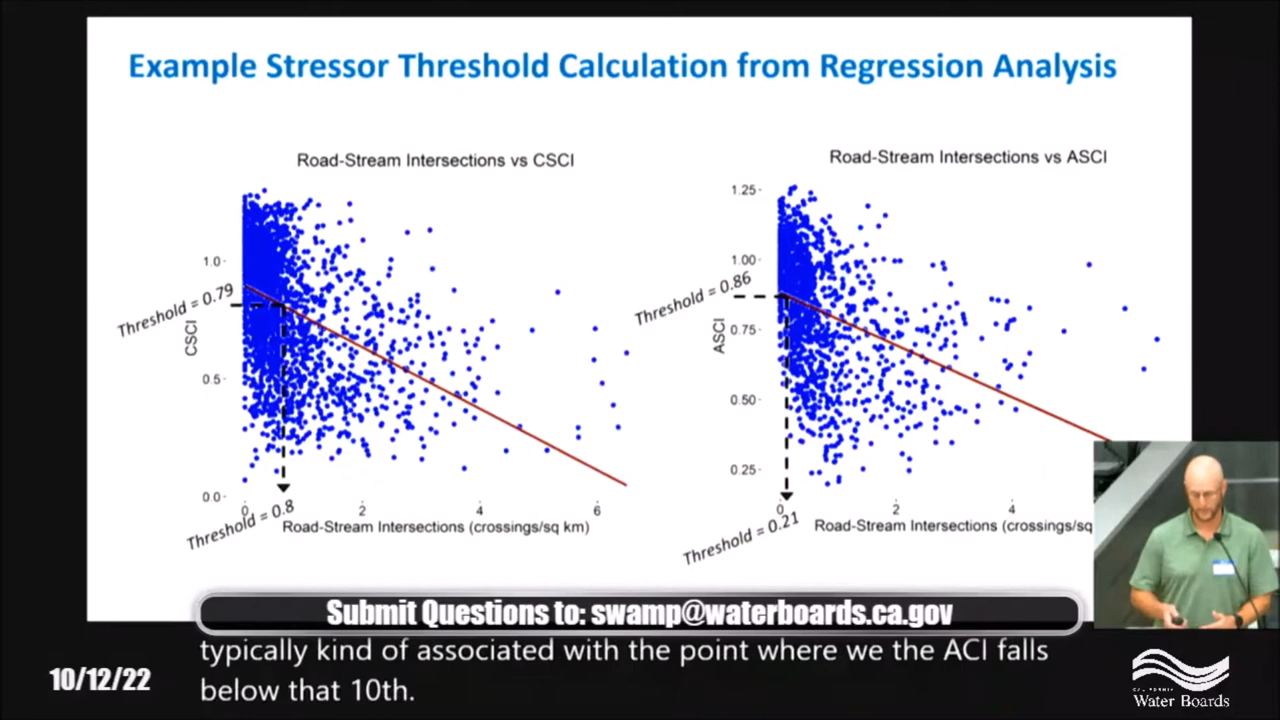 Example Stressor Threshold Calculation from Regression Analysis
Road-Stream Intersections vs CSCI
1.0
0.5
0.0
CSCI
Threshold = 0.79
0
2
4
6
Threshold = 0.8
Road-Stream Intersections (crossings/sq km)
Road-Stream Intersections vs ASCI
1.25
1.00
0.75
0.50
0.25
ASCI
Threshold = 0.86
0
2
4
Threshold = 0.21
Road-Stream Intersections (crossings/sq
Submit Questions to: swamp@waterboards.ca.gov
typically kind of associated with the point where we the ACI falls
below that 10th.
10/12/22
CALIFORNIA
Water Boards